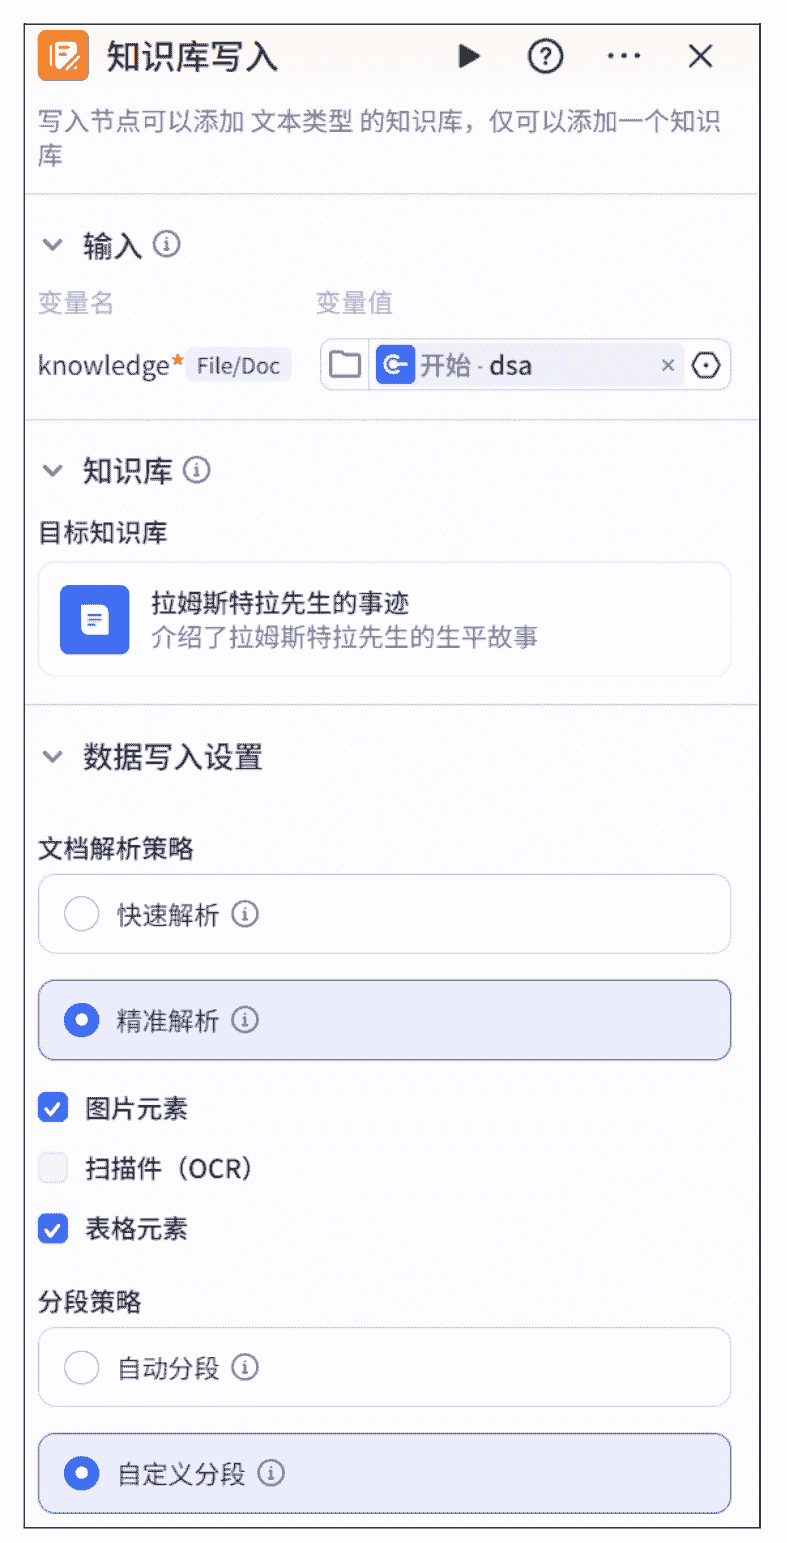 知识库写入
写入节点可以添加 文本类型 的知识库，仅可以添加一个知识
库
输入
变量名 变量值
knowledge* File/Doc 开始 - dsa
知识库
目标知识库
拉姆斯特拉先生的事迹
介绍了拉姆斯特拉先生的生平故事
数据写入设置
文档解析策略
快速解析
精准解析
图片元素
扫描件（OCR）
表格元素
分段策略
自动分段
自定义分段